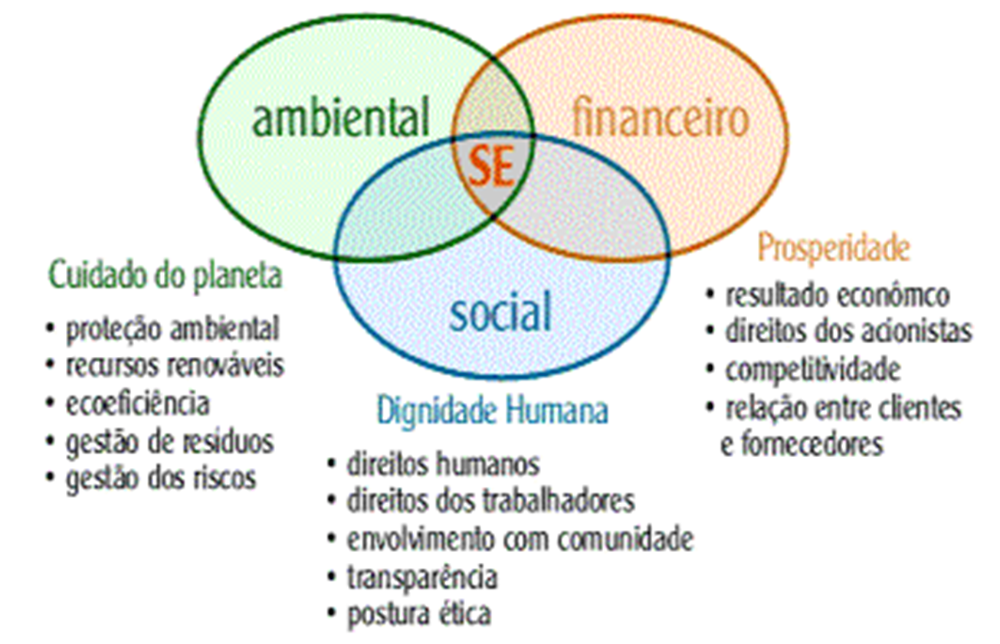 ambiental
financeiro
SE
social
Cuidado do planeta
• proteção ambiental
• recursos renováveis
• ecoeficiência
• gestão de resíduos
• gestão dos riscos
Dignidade Humana
• direitos humanos
• direitos dos trabalhadores
• envolvimento com comunidade
• transparência
• postura ética
Prosperidade
• resultado econômco
• direitos dos acionistas
• competitividade
• relação entre clientes
e fornecedores